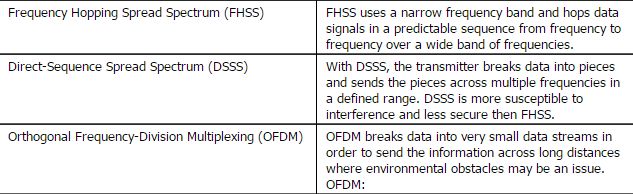 Frequency Hopping Spread Spectrum (FHSS)
FHSS uses a narrow frequency band and hops data
signals in a predictable sequence from frequency to
frequency over a wide band of frequencies.
Direct-Sequence Spread Spectrum (DSSS)
With DSSS, the transmitter breaks data into pieces
and sends the pieces across multiple frequencies in
a defined range. DSSS is more susceptible to
interference and less secure then FHSS.
Orthogonal Frequency-Division Multiplexing (OFDM)
OFDM breaks data into very small data streams in
order to send the information across long distances
where environmental obstacles may be an issue.
OFDM: